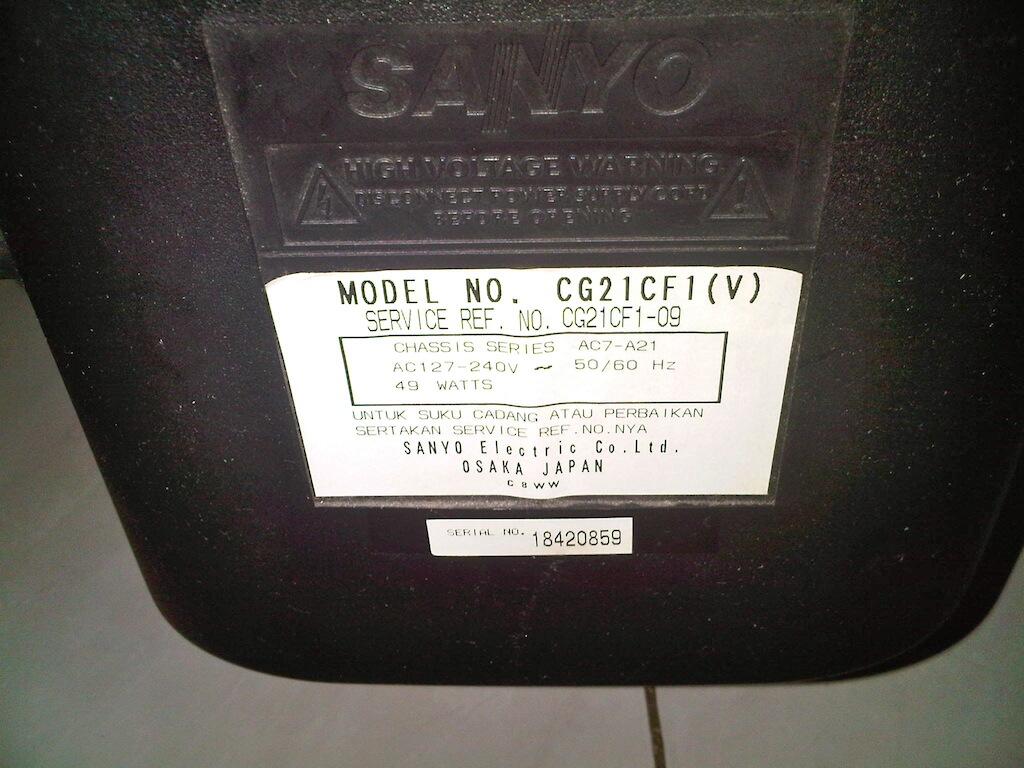 SANYO
HIGH VOLTAGE WARNING
DISCONNECT POWER SUPPLY CORD
BEFORE OPENING
MODEL NO. CG21CF1(V)
SERVICE REF. NO. CG21CF1-09
CHASSIS SERIES AC7-A21
AC127-240V ~ 50/60 Hz
49 WATTS
UNTUK SUKU CADANG ATAU PERBAIKAN
SERTAKAN SERVICE REF.NO.NYA
SANYO Electric Co.Ltd.
OSAKA JAPAN
C8WW
SERIAL NO. 18420859